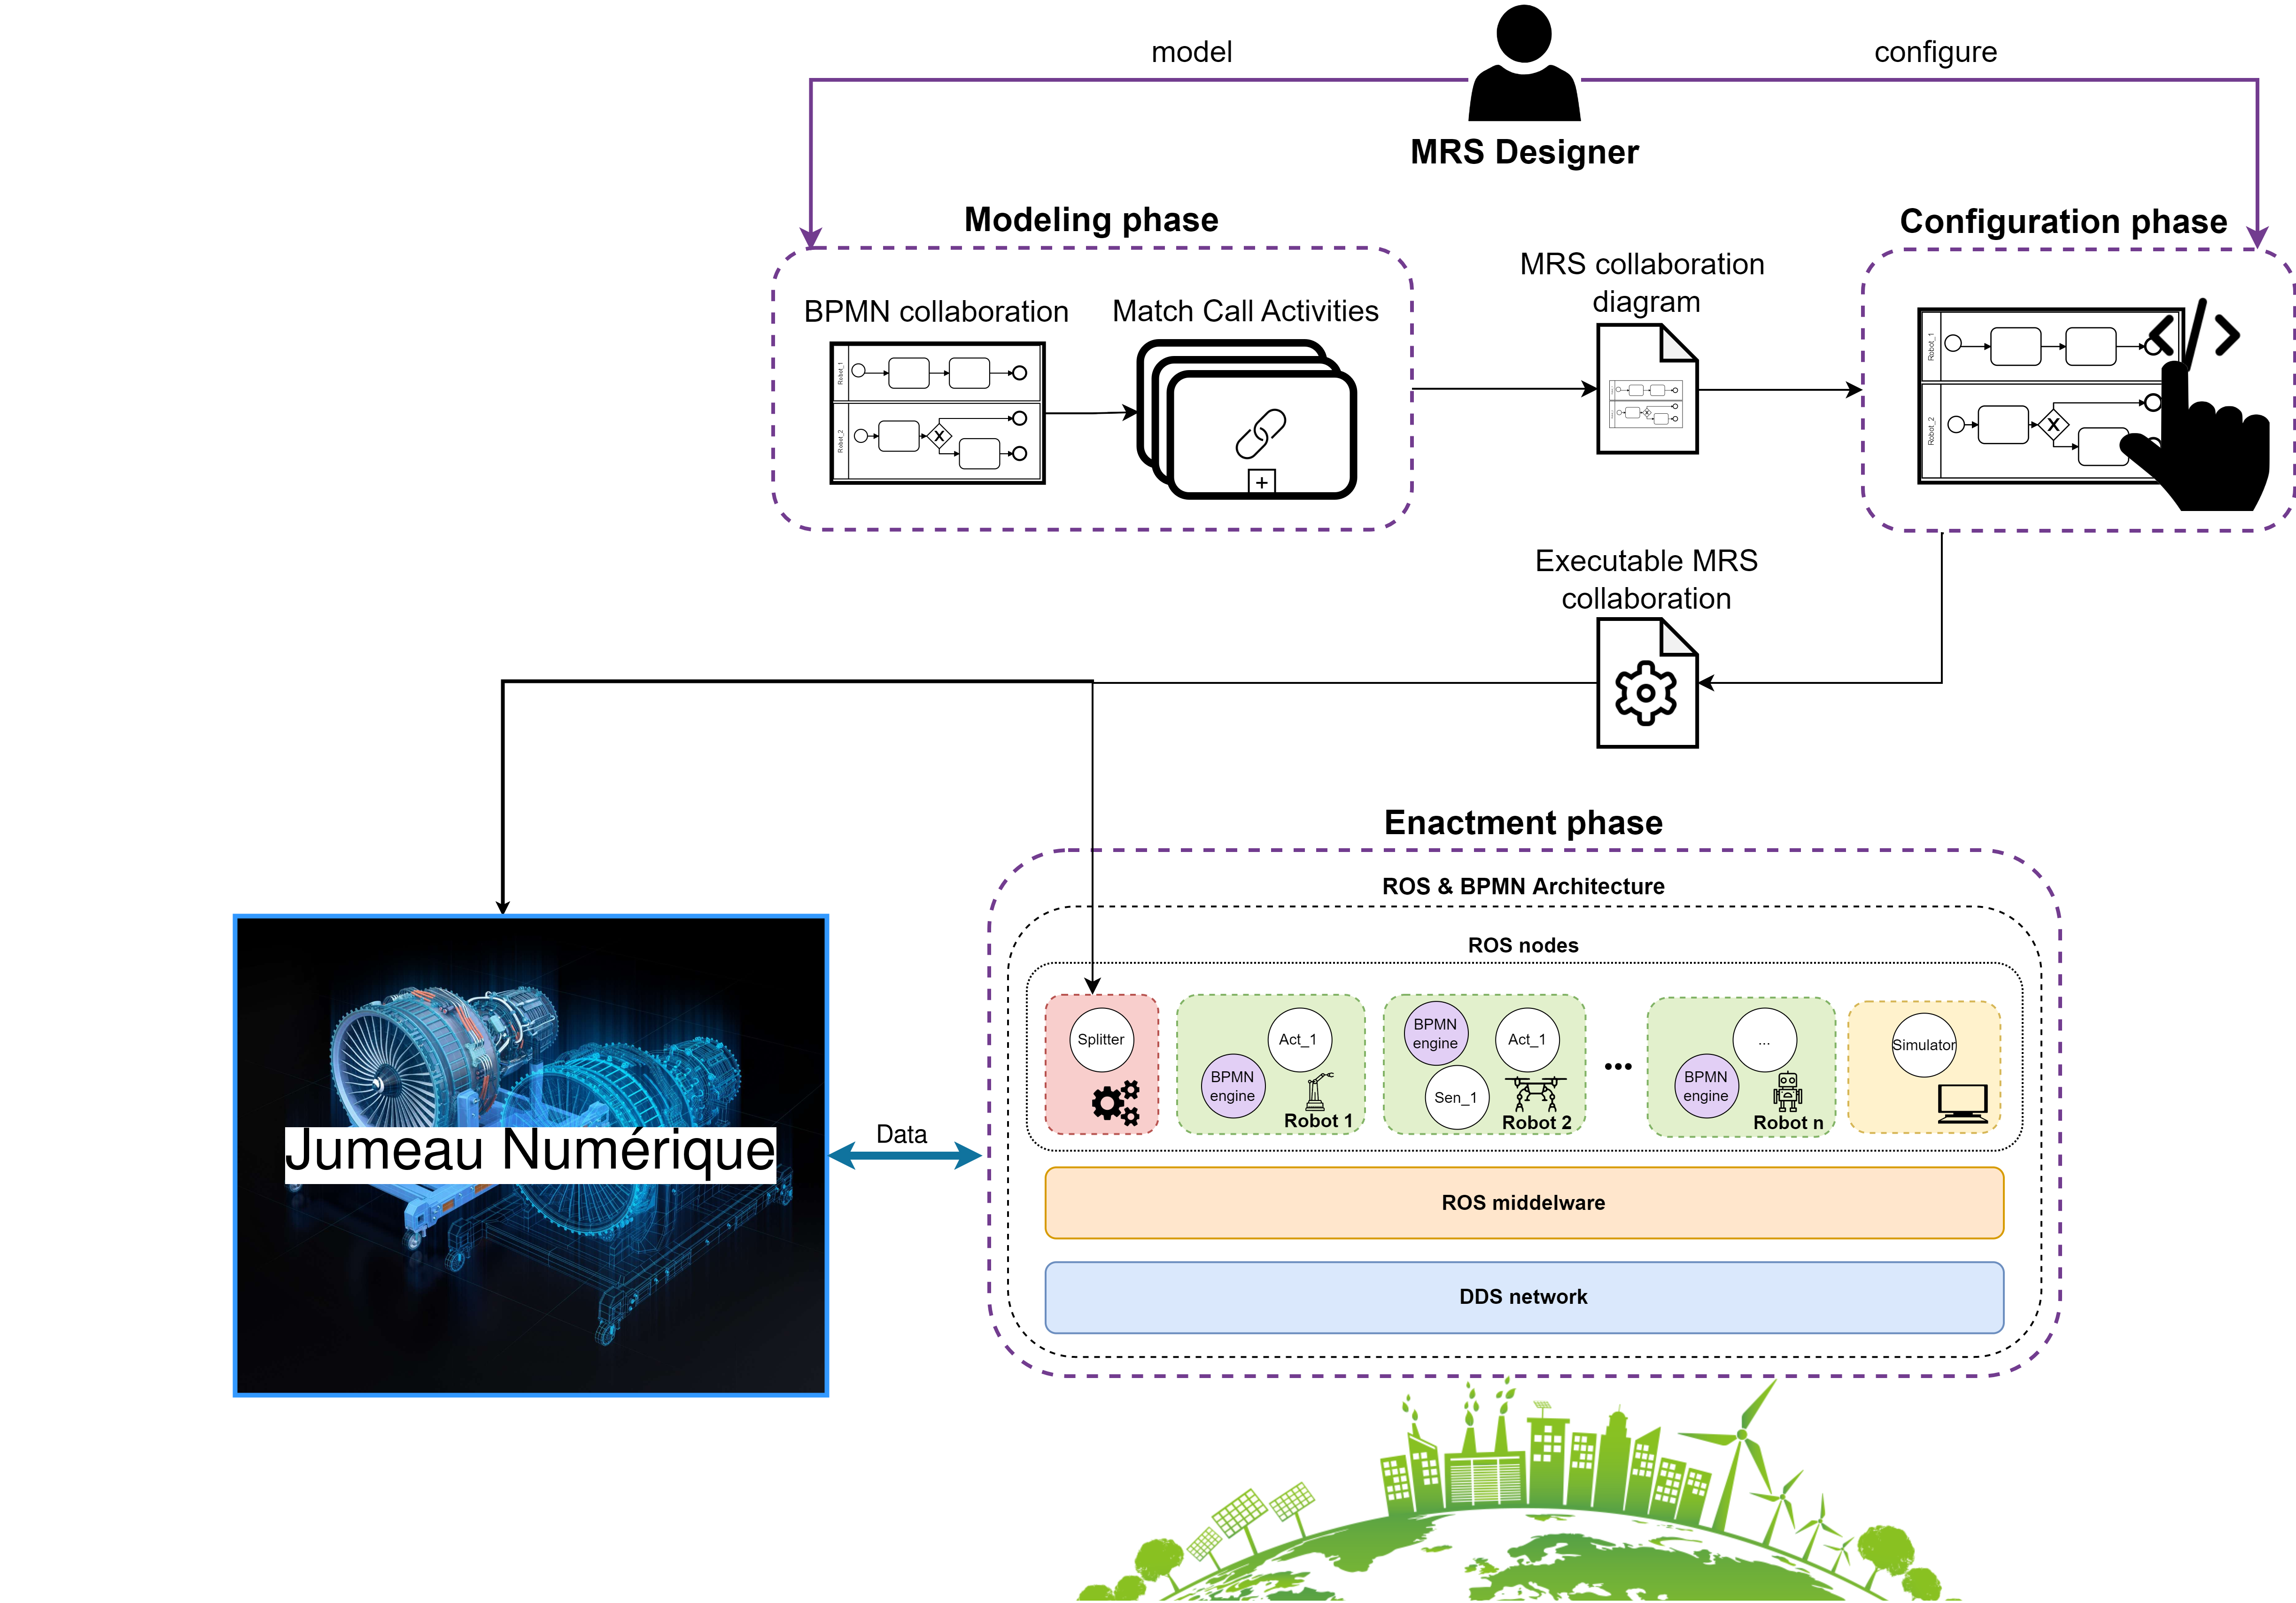 model
configure
MRS Designer
Modeling phase
Configuration phase
BPMN collaboration
Match Call Activities
MRS collaboration
diagram
Robot_1
Robot_2
X
+
Robot_1
Robot_2
X
Executable MRS
collaboration
Enactment phase
ROS & BPMN Architecture
ROS nodes
Splitter
BPMN
engine
Act_1
Robot 1
BPMN
engine
Act_1
Sen_1
Robot 2
•••
...
BPMN
engine
Robot n
Simulator
Jumeau Numérique
Data
ROS middelware
DDS network